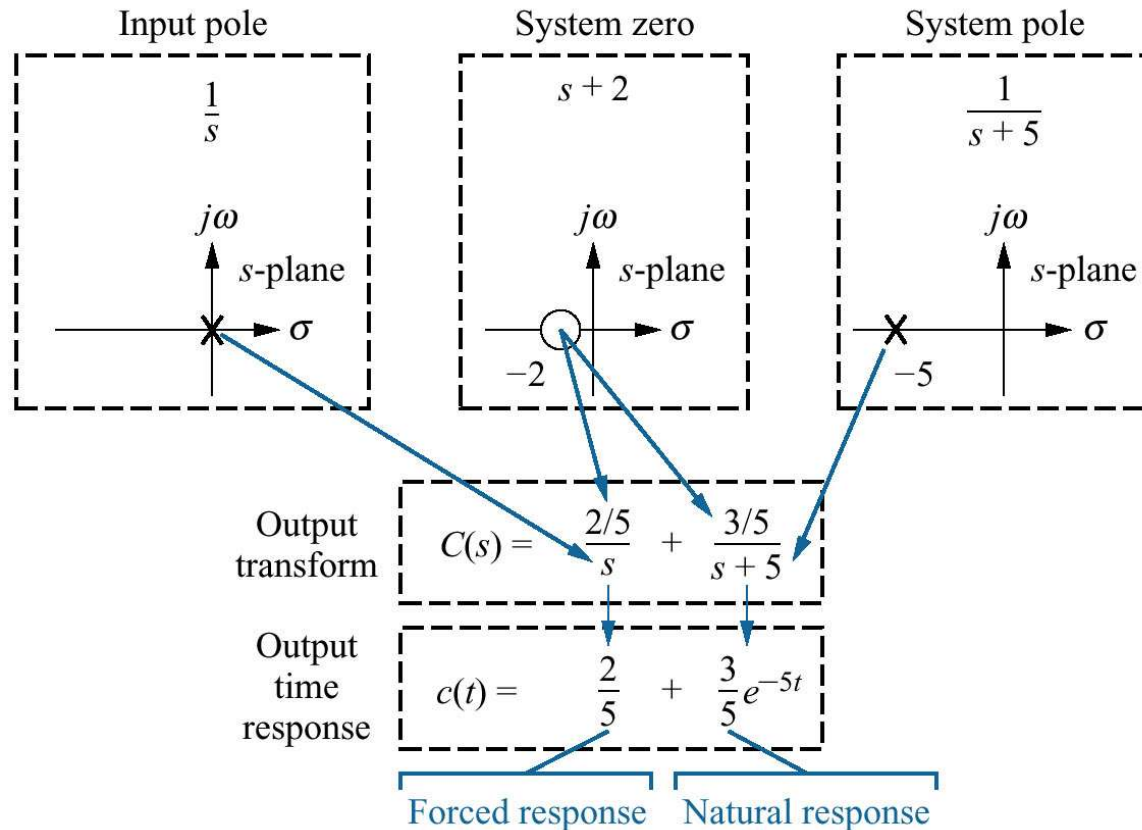 Input pole
System zero
System pole
1/s
s + 2
1/(s + 5)
jω
s-plane
σ
jω
s-plane
σ
−2
jω
σ
−5
Output transform
C(s) = (2/5)/s + (3/5)/(s + 5)
Output time response
c(t) = 2/5 + 3/5 e^{−5t}
Forced response
Natural response